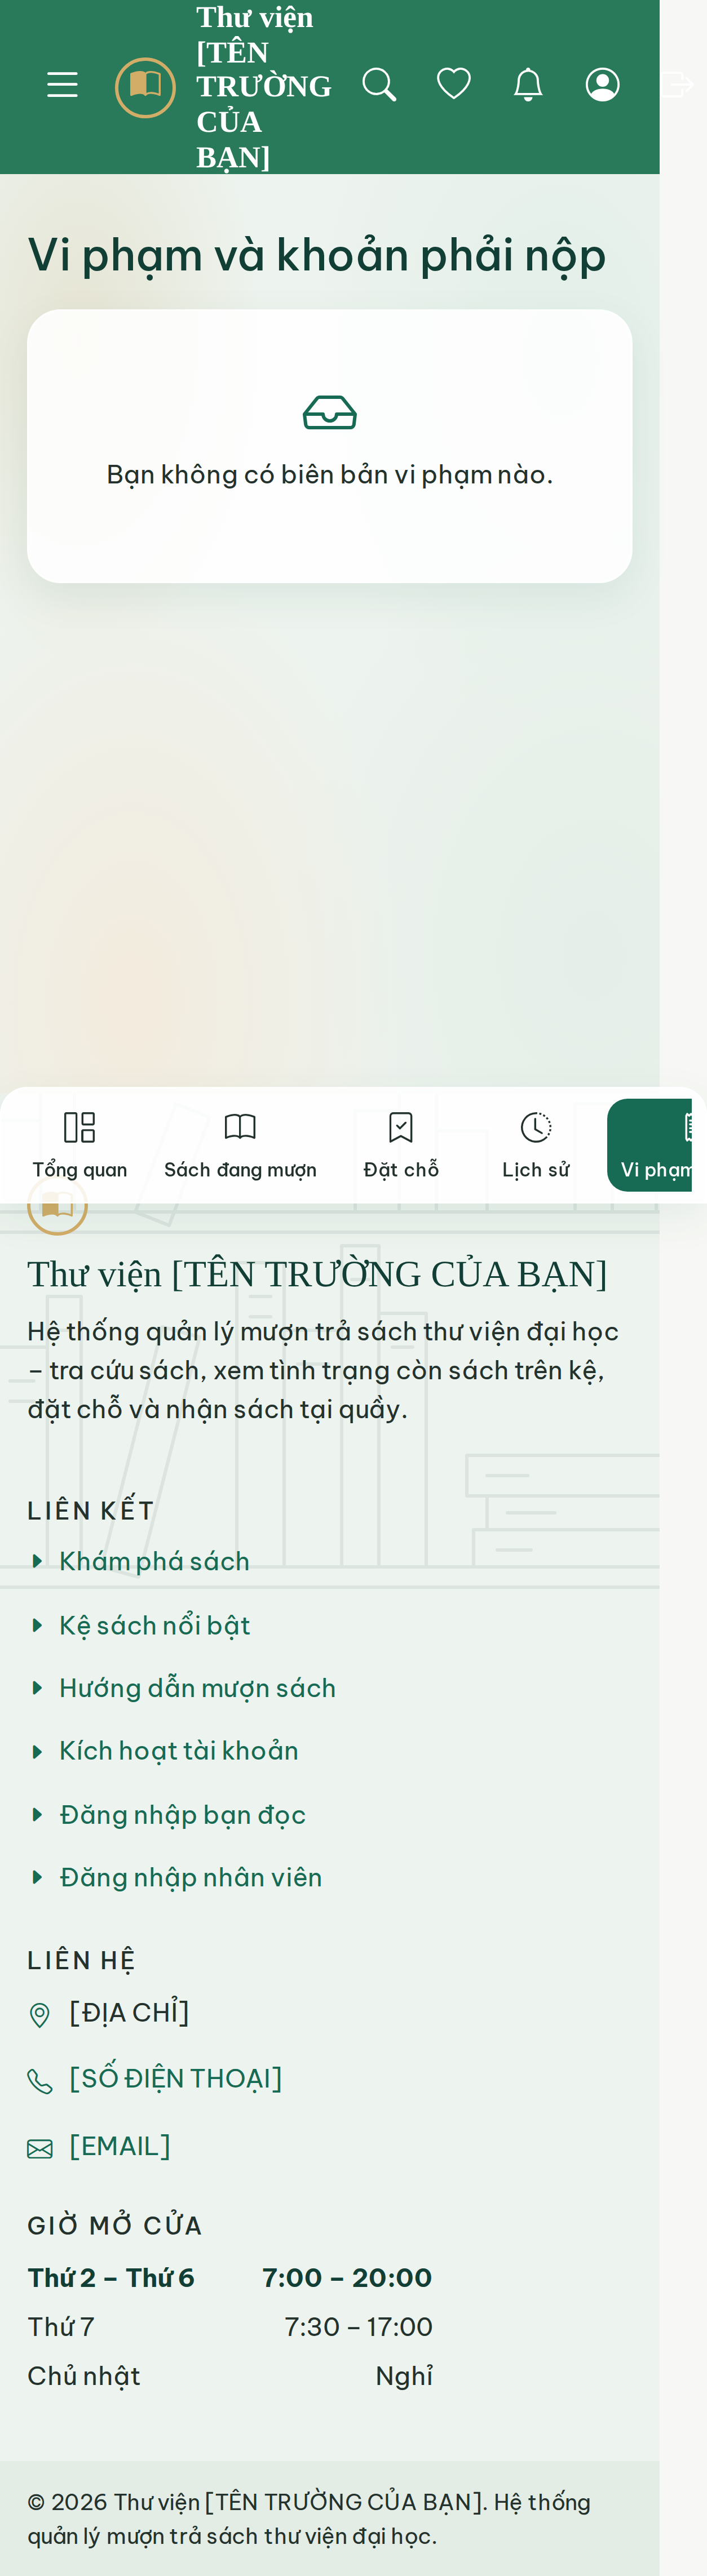 Thư viện
[TÊN
TRƯỜNG
CỦA
BẠN]
Vi phạm và khoản phải nộp
Bạn không có biên bản vi phạm nào.
Tổng quan
Sách đang mượn
Đặt chỗ
Lịch sử
Vi phạm
Thư viện [TÊN TRƯỜNG CỦA BẠN]
Hệ thống quản lý mượn trả sách thư viện đại học
– tra cứu sách, xem tình trạng còn sách trên kệ,
đặt chỗ và nhận sách tại quầy.
LIÊN KẾT
Khám phá sách
Kệ sách nổi bật
Hướng dẫn mượn sách
Kích hoạt tài khoản
Đăng nhập bạn đọc
Đăng nhập nhân viên
LIÊN HỆ
[ĐỊA CHỈ]
[SỐ ĐIỆN THOẠI]
[EMAIL]
GIỜ MỞ CỬA
Thứ 2 – Thứ 6 7:00 – 20:00
Thứ 7 7:30 – 17:00
Chủ nhật Nghỉ
© 2026 Thư viện [TÊN TRƯỜNG CỦA BẠN]. Hệ thống
quản lý mượn trả sách thư viện đại học.